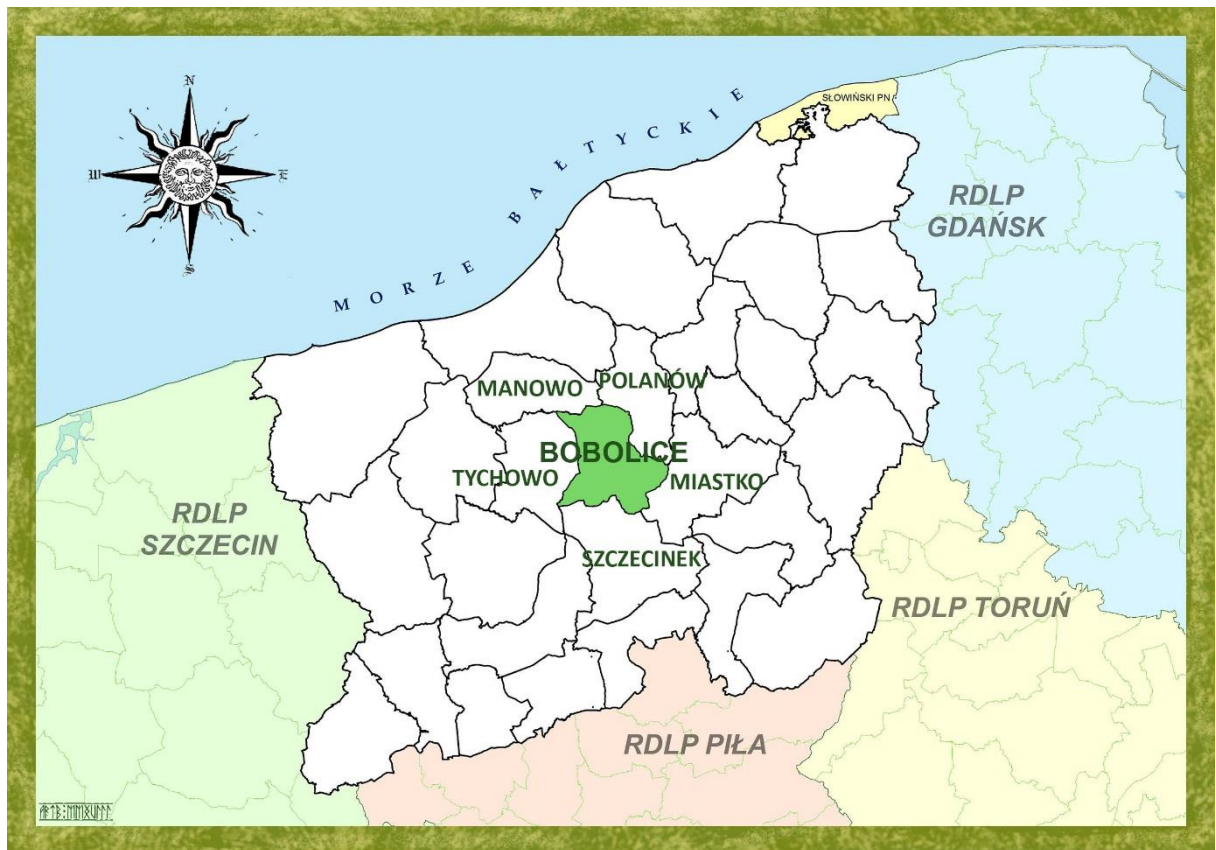 SŁOWIŃSKI PN
N
W
E
S
MORZE BAŁTYCKIE
RDLP
GDAŃSK
MANOWO
POLANÓW
BOBOLICE
TYCHOWO
MIASTKO
RDLP
SZCZECIN
SZCZECINEK
RDLP TORUŃ
RDLP PIŁA